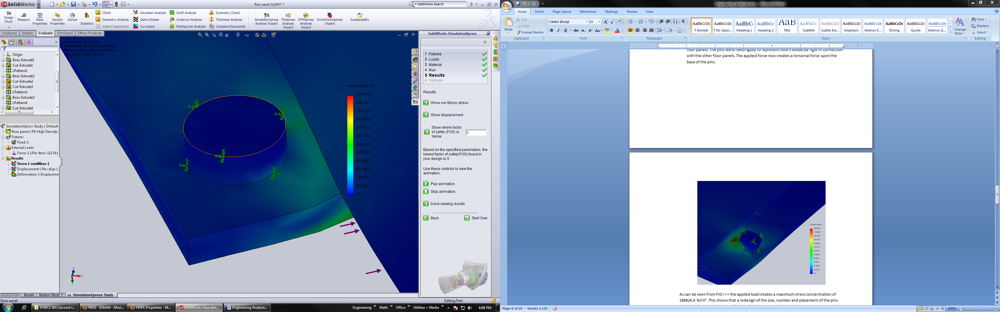 SolidWorks
floor panel.SLDPRT *
SolidWorks Search
Design Study
Measure
Mass Properties
Section Properties
Sensor
Statistics
Check
Geometry Analysis
Import Diagnostics
Deviation Analysis
Zebra Stripes
Curvature
Draft Analysis
Undercut Analysis
Parting Line Analysis
Symmetry Check
Thickness Analysis
Compare Documents
SimulationXpress Analysis Wizard
FloXpress Analysis Wizard
DFMXpress Analysis Wizard
DriveWorksXpress Wizard
Sustainability
Features Sketch Evaluate DimXpert Office Products
Origin
Boss-Extrude1
Cut-Extrude1
LPattern1
Boss-Extrude2
Cut-Extrude2
Cut-Extrude3
LPattern3
Boss-Extrude3
LPattern4
Cut-Extrude4
SimulationXpress Study (-Default-
floor panel (-PE High Density-
Fixtures
Fixed-1
External Loads
Force-1 (:Per item: 111 N:)
Results
Stress (-vonMises-)
Displacement (-Res disp-)
Deformation (-Displaceme
Model name: floor panel
Study name: SimulationXpress Study
Plot type: Static nodal stress Stress
Deformation scale: 392.662
von Mises (N/m^2)
916,784.8
840,386.1
763,987.3
687,588.6
611,189.9
534,791.3
458,392.5
381,993.8
305,595.1
229,196.4
152,797.7
76,399.0
0.3
Z
X
Y
SolidWorks SimulationXpress
1 Fixtures
2 Loads
3 Material
4 Run
5 Results
6 Optimize
Results
Show von Mises stress
Show displacement
Show where factor
of safety (FOS) is
below:
1
Based on the specified parameters, the
lowest factor of safety(FOS) found in
your design is 0
Use these controls to view the
animation.
Play animation
Stop animation
Done viewing results
Back Start Over
Model Motion Study 1 SimulationXpress Study
floor panel
Editing Part
I:\MCE 401\Second s...
WEEI - 850AM - Mozi...
HDPE Properties - M...
SolidWorks Educatio...
Engineering Analysis...
Engineering » Math » Office » Utilities + Media »
4:08 PM
Engineering Analysis.docx - Microsoft Word
Home Insert Page Layout References Mailings Review View
Paste
Cut
Copy
Format Painter
Clipboard
Calibri (Body) 11
Font
Paragraph
AaBbCcDc ¶ Normal
AaBbCcDc ¶ No Spaci...
AaBbC Heading 1
AaBbCc Heading 2
AaB Title
AaBbCc. Subtitle
AaBbCcDc Subtle Em...
AaBbCcDc Emphasis
AaBbCcDc Intense E...
AaBbCcDc Strong
AaBbCcDc Quote
AaBbCcDc Intense Q...
Change Styles
Styles
Find
Replace
Select
Editing
floor panels. The pins were fixed rigidly to represent how it would be rigid in connection
with the other floor panels. The applied force now creates a torsional force upon the
base of the pins.
As can be seen from FIG>>> the applied load creates a maximum stress concentration of
188824.6 N/m2. This shows that a redesign of the size, number and placement of the pins
Page: 6 of 10 Words: 1,125
100%